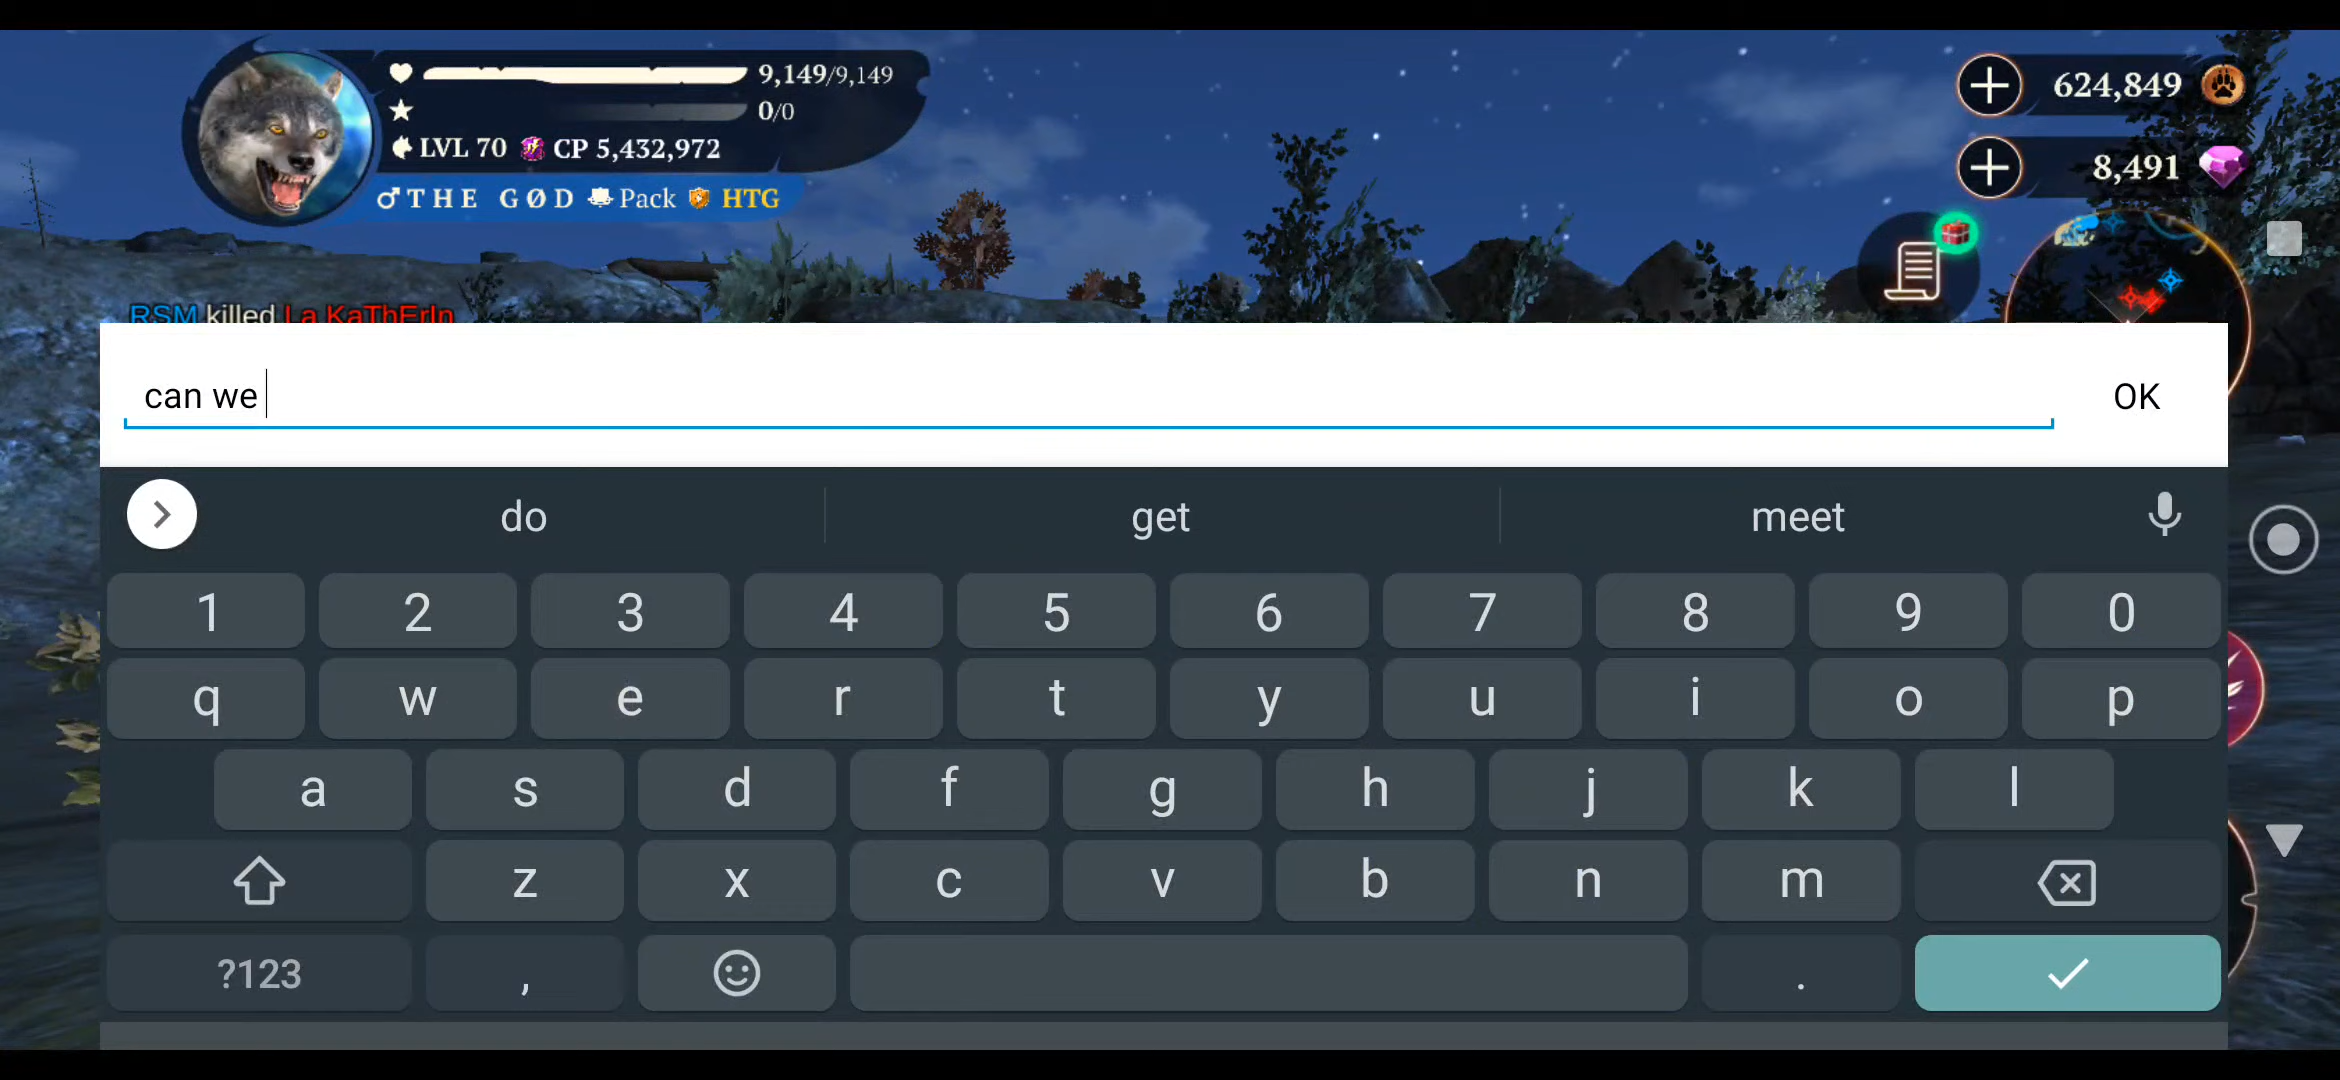 9,149/9,149
0/0
LVL 70 CP 5,432,972
THE GØD Pack HTG
624,849
8,491
RSM killed La KaThErIn
can we
OK
do get meet
1 2 3 4 5 6 7 8 9 0
q w e r t y u i o p
a s d f g h j k l
z x c v b n m
?123 , .